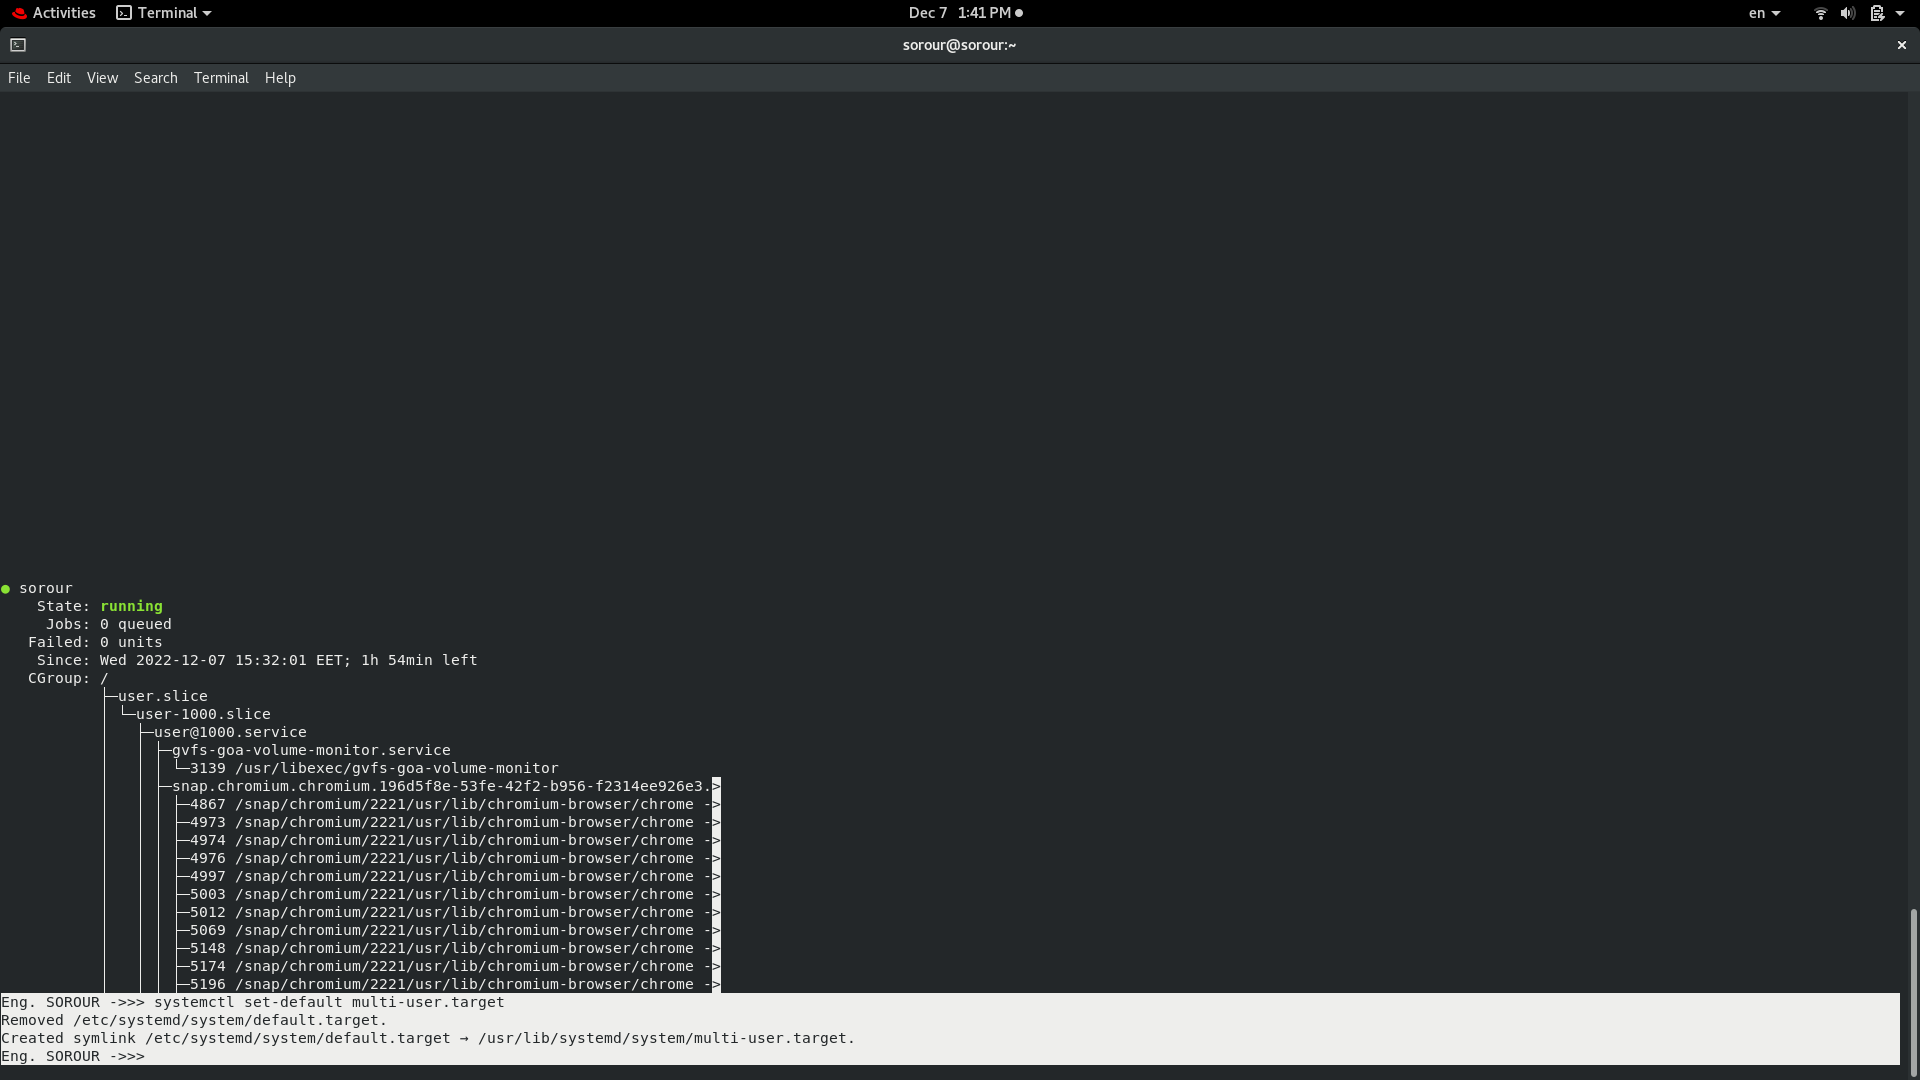 Activities Terminal Dec 7 1:41 PM en
sorour@sorour:~
File Edit View Search Terminal Help
● sorour
State: running
Jobs: 0 queued
Failed: 0 units
Since: Wed 2022-12-07 15:32:01 EET; 1h 54min left
CGroup: /
├─user.slice
│ └─user-1000.slice
│   ├─user@1000.service
│   │ ├─gvfs-goa-volume-monitor.service
│   │ │ └─3139 /usr/libexec/gvfs-goa-volume-monitor
│   │ ├─snap.chromium.chromium.196d5f8e-53fe-42f2-b956-f2314ee926e3.>
│   │ │ ├─4867 /snap/chromium/2221/usr/lib/chromium-browser/chrome ->
│   │ │ ├─4973 /snap/chromium/2221/usr/lib/chromium-browser/chrome ->
│   │ │ ├─4974 /snap/chromium/2221/usr/lib/chromium-browser/chrome ->
│   │ │ ├─4976 /snap/chromium/2221/usr/lib/chromium-browser/chrome ->
│   │ │ ├─4997 /snap/chromium/2221/usr/lib/chromium-browser/chrome ->
│   │ │ ├─5003 /snap/chromium/2221/usr/lib/chromium-browser/chrome ->
│   │ │ ├─5012 /snap/chromium/2221/usr/lib/chromium-browser/chrome ->
│   │ │ ├─5069 /snap/chromium/2221/usr/lib/chromium-browser/chrome ->
│   │ │ ├─5148 /snap/chromium/2221/usr/lib/chromium-browser/chrome ->
│   │ │ ├─5174 /snap/chromium/2221/usr/lib/chromium-browser/chrome ->
│   │ │ ├─5196 /snap/chromium/2221/usr/lib/chromium-browser/chrome ->
Eng. SOROUR ->>> systemctl set-default multi-user.target
Removed /etc/systemd/system/default.target.
Created symlink /etc/systemd/system/default.target → /usr/lib/systemd/system/multi-user.target.
Eng. SOROUR ->>>